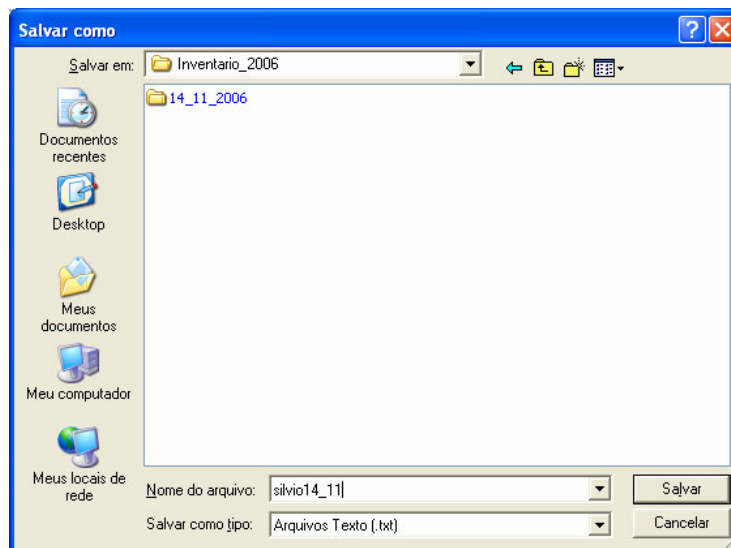 Salvar como
Salvar em:
Inventario_2006
14_11_2006
Documentos
recentes
Desktop
Meus
documentos
Meu computador
Meus locais de
rede
Nome do arquivo:
silvio14_11
Salvar
Salvar como tipo:
Arquivos Texto (.txt)
Cancelar